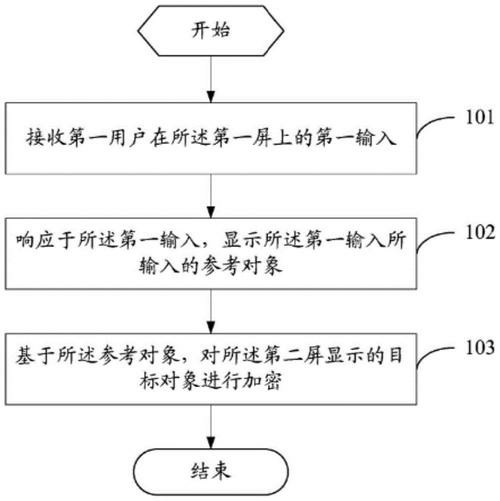 开始
接收第一用户在所述第一屏上的第一输入
101
响应于所述第一输入，显示所述第一输入所
输入的参考对象
102
基于所述参考对象，对所述第二屏显示的目
标对象进行加密
103
结束